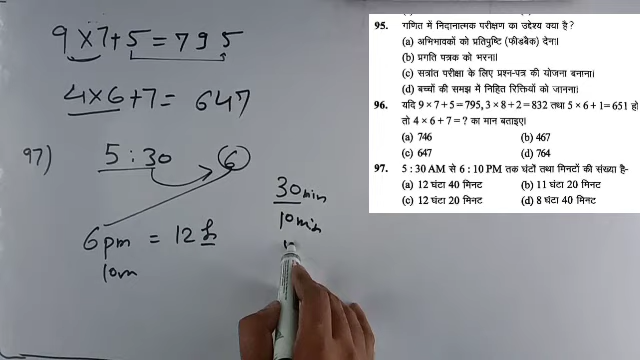 9×7+5=795
4×6+7= 647
97) 5:30 6
30min
10min
6pm = 12 h
10m
95. गणित में निदानात्मक परीक्षण का उद्देश्य क्या है?
(a) अभिभावकों को प्रतिपुष्टि (फीडबैक) देना।
(b) प्रगति पत्रक को भरना।
(c) सत्रांत परीक्षा के लिए प्रश्न-पत्र की योजना बनाना।
(d) बच्चों की समझ में निहित रिक्तियों को जानना।
96. यदि 9 × 7 + 5 = 795, 3 × 8 + 2 = 832 तथा 5 × 6 + 1 = 651 हो
तो 4 × 6 + 7 = ? का मान बताइए।
(a) 746 (b) 467
(c) 647 (d) 764
97. 5 : 30 AM से 6 : 10 PM तक घंटों तथा मिनटों की संख्या है-
(a) 12 घंटा 40 मिनट (b) 11 घंटा 20 मिनट
(c) 12 घंटा 20 मिनट (d) 8 घंटा 40 मिनट